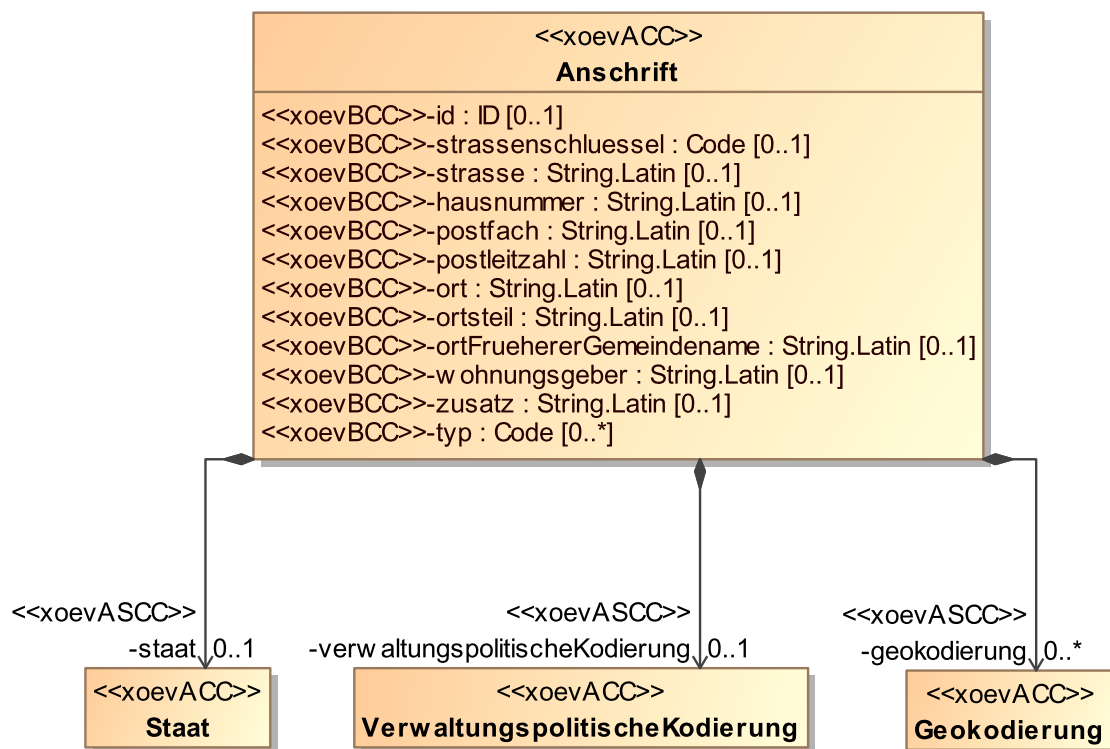 <<xoevACC>>
Anschrift
<<xoevBCC>>-id : ID [0..1]
<<xoevBCC>>-strassenschluessel : Code [0..1]
<<xoevBCC>>-strasse : String.Latin [0..1]
<<xoevBCC>>-hausnummer : String.Latin [0..1]
<<xoevBCC>>-postfach : String.Latin [0..1]
<<xoevBCC>>-postleitzahl : String.Latin [0..1]
<<xoevBCC>>-ort : String.Latin [0..1]
<<xoevBCC>>-ortsteil : String.Latin [0..1]
<<xoevBCC>>-ortFruehererGemeindename : String.Latin [0..1]
<<xoevBCC>>-wohnungsgeber : String.Latin [0..1]
<<xoevBCC>>-zusatz : String.Latin [0..1]
<<xoevBCC>>-typ : Code [0..*]
<<xoevASCC>>
-staat 0..1
<<xoevACC>>
Staat
<<xoevASCC>>
-verwaltungspolitischeKodierung 0..1
<<xoevACC>>
VerwaltungspolitischeKodierung
<<xoevASCC>>
-geokodierung 0..*
<<xoevACC>>
Geokodierung